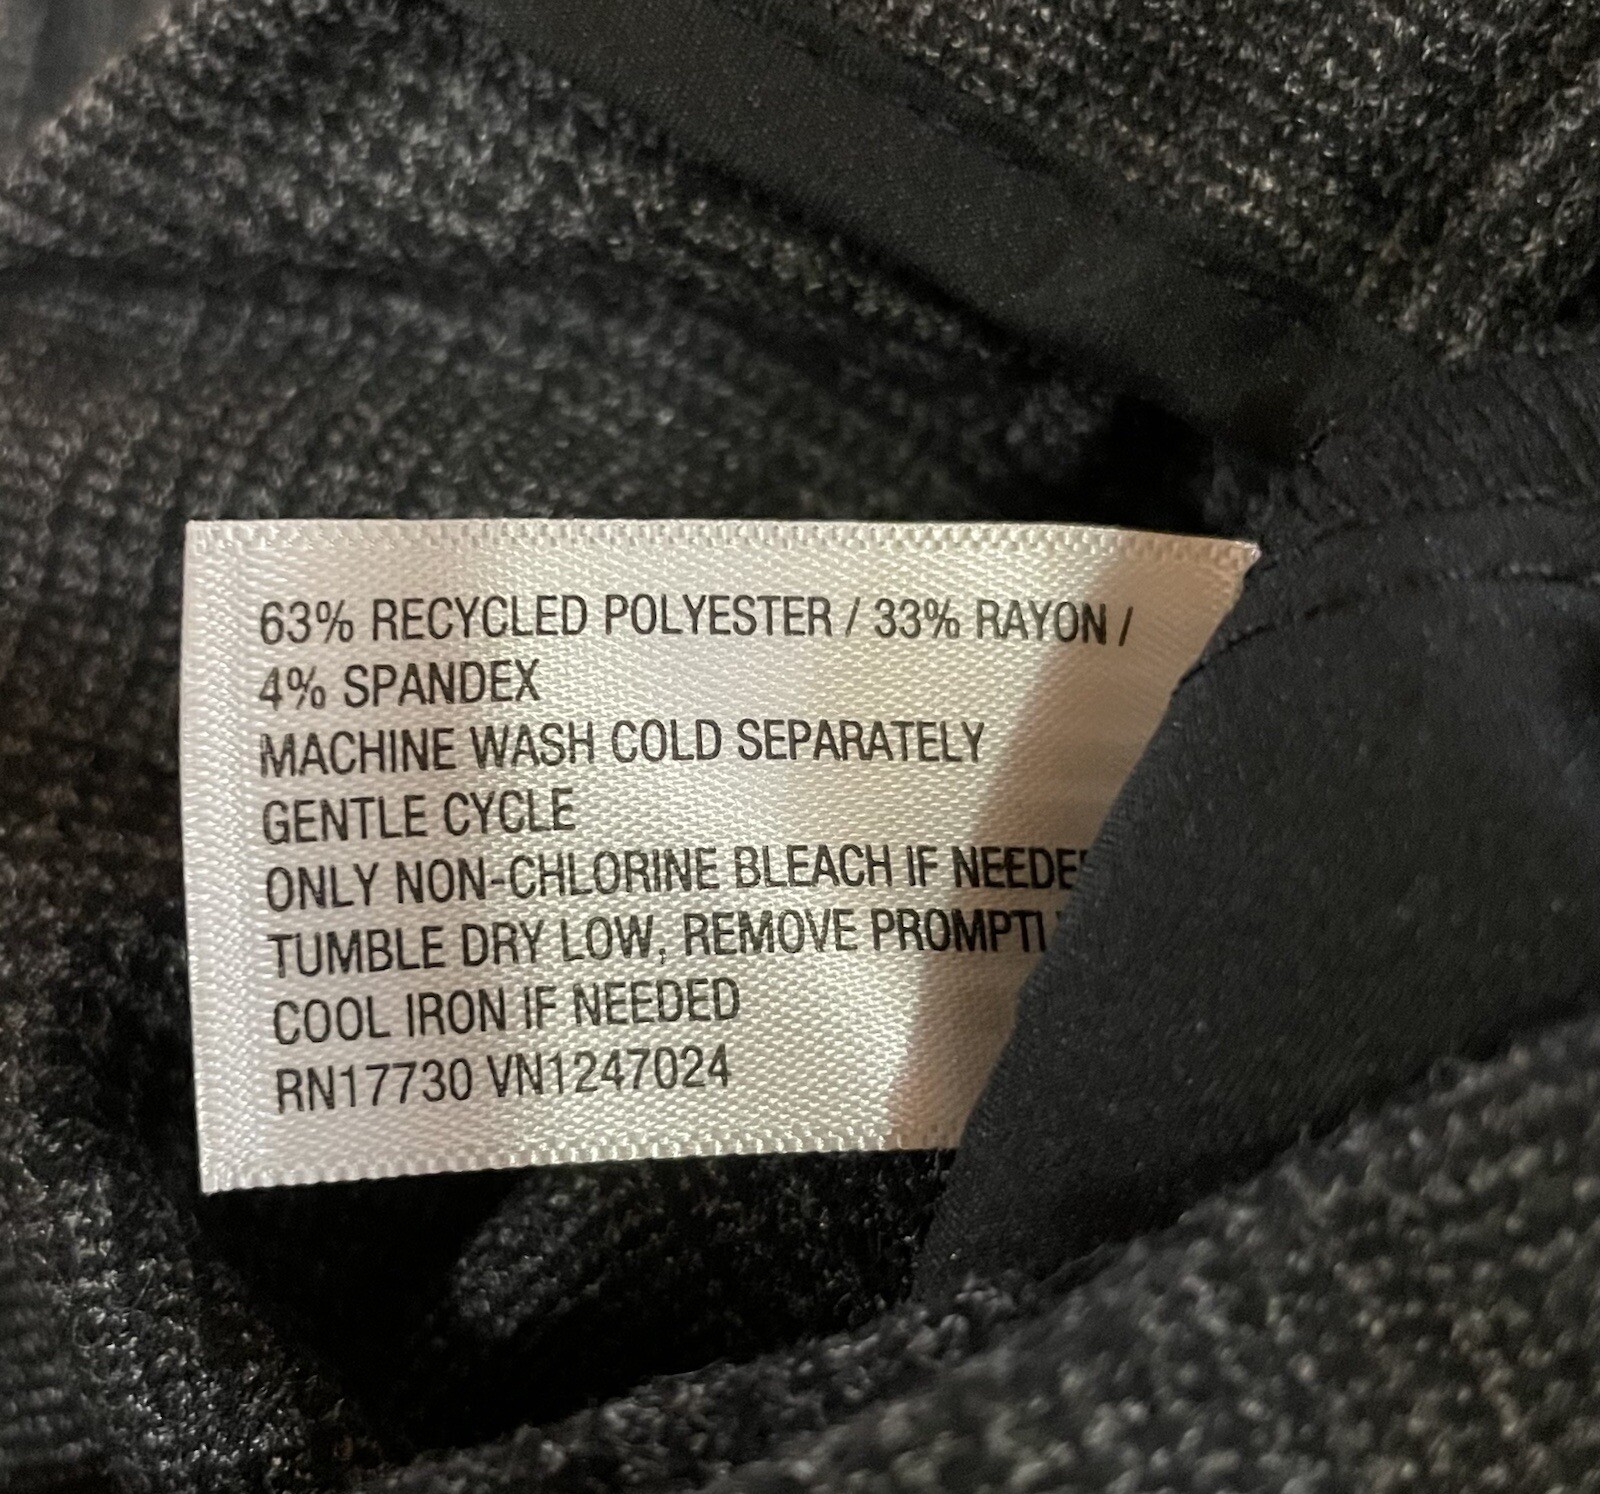 63% RECYCLED POLYESTER / 33% RAYON /
4% SPANDEX
MACHINE WASH COLD SEPARATELY
GENTLE CYCLE
ONLY NON-CHLORINE BLEACH IF NEEDE
TUMBLE DRY LOW, REMOVE PROMPTL
COOL IRON IF NEEDED
RN17730 VN1247024